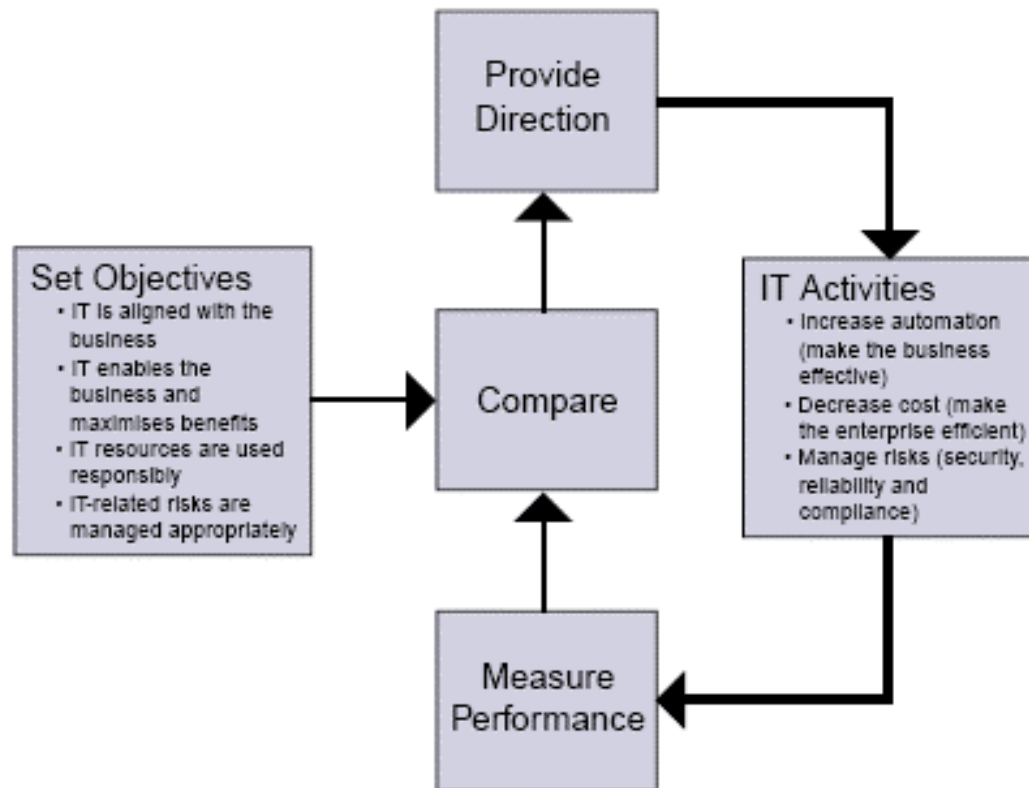 Provide
Direction
Set Objectives
• IT is aligned with the
business
• IT enables the
business and
maximises benefits
• IT resources are used
responsibly
• IT-related risks are
managed appropriately
Compare
IT Activities
• Increase automation
(make the business
effective)
• Decrease cost (make
the enterprise efficient)
• Manage risks (security,
reliability and
compliance)
Measure
Performance